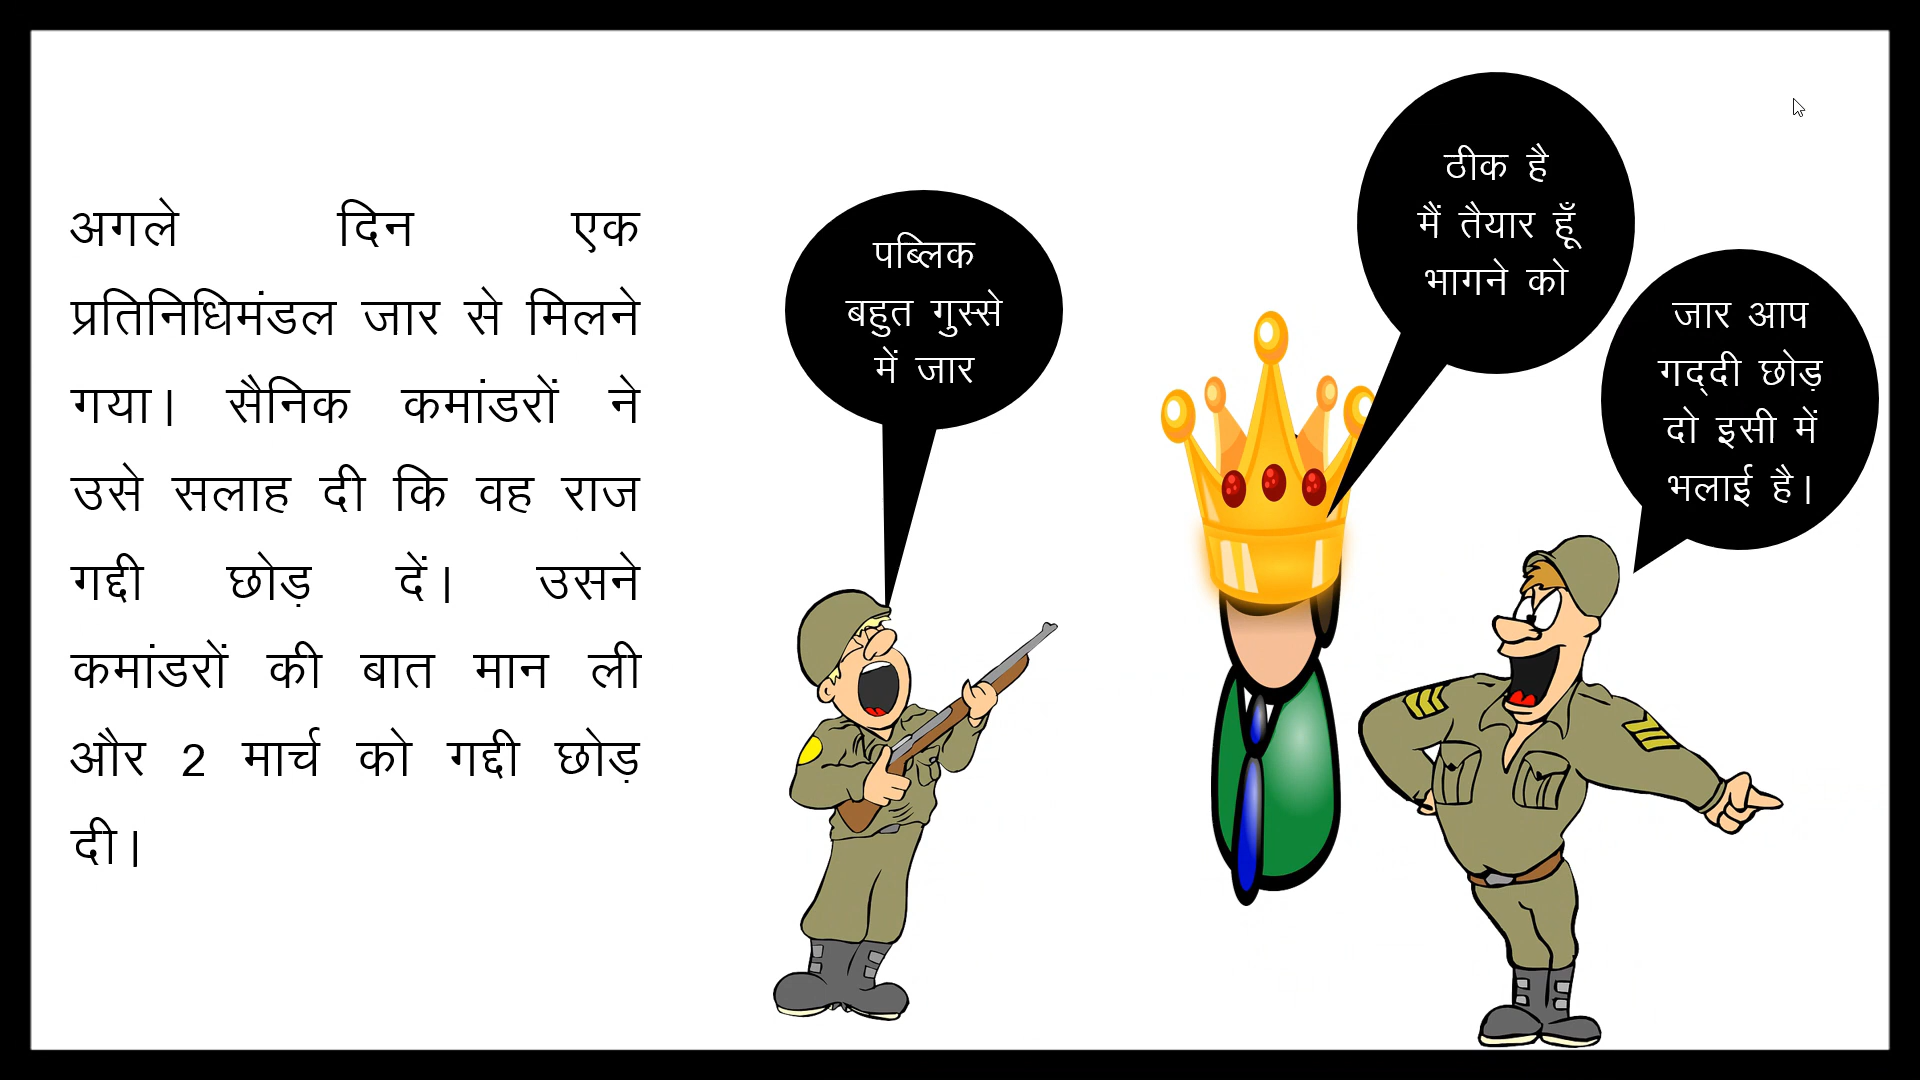 अगले दिन एक
प्रतिनिधिमंडल जार से मिलने
गया। सैनिक कमांडरों ने
उसे सलाह दी कि वह राज
गद्दी छोड़ दें। उसने
कमांडरों की बात मान ली
और 2 मार्च को गद्दी छोड़
दी।
पब्लिक
बहुत गुस्से
में जार
ठीक है
मैं तैयार हूँ
भागने को
जार आप
गद्‌दी छोड़
दो इसी में
भलाई है।